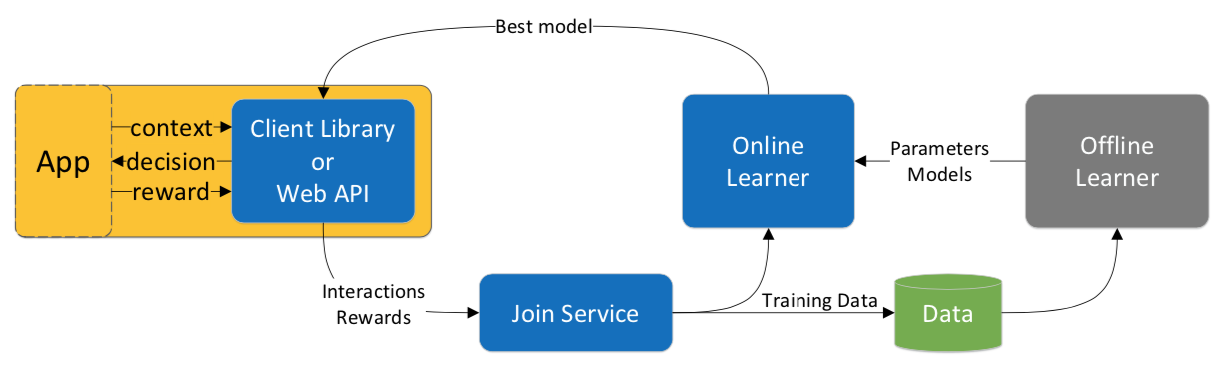 Best model
App
context
decision
reward
Client Library
or
Web API
Online
Learner
Parameters
Models
Offline
Learner
Interactions
Rewards
Join Service
Training Data
Data